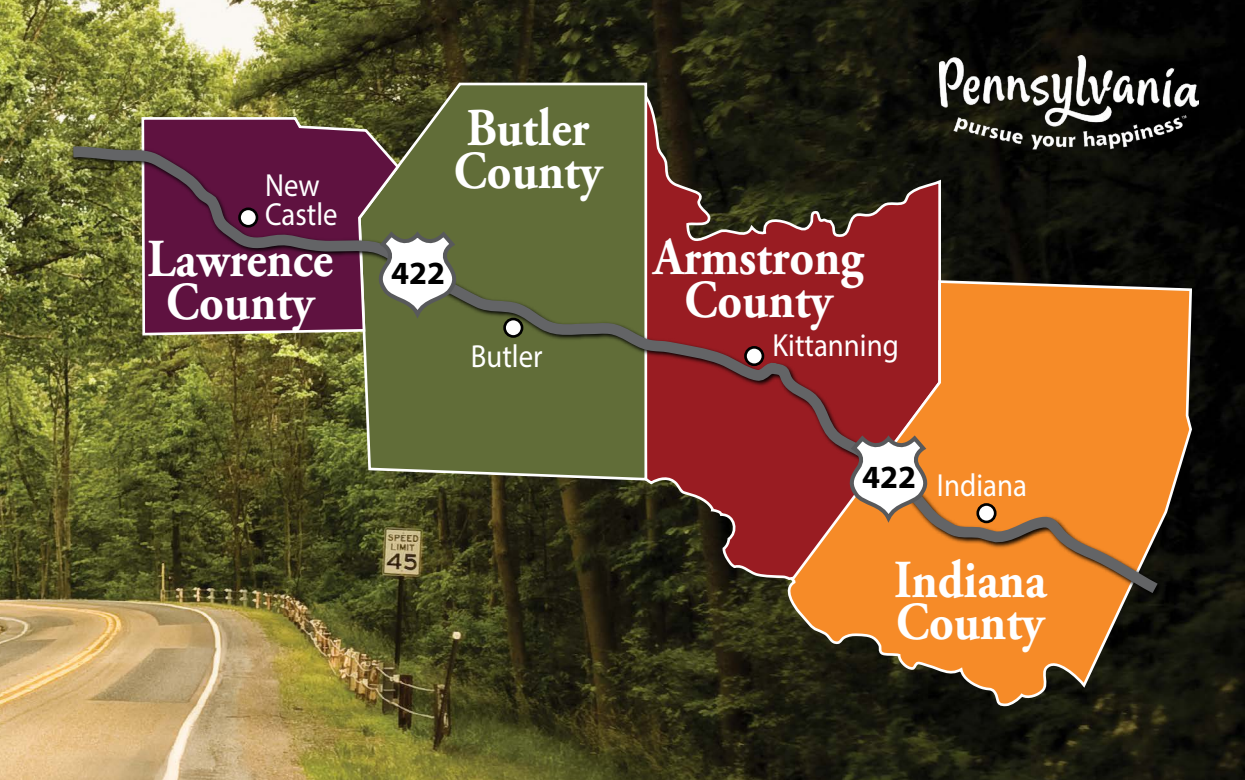 Pennsylvania
pursue your happiness™
Butler
County
New
Castle
Lawrence
County
422
Armstrong
County
Butler
Kittanning
422
Indiana
Indiana
County
SPEED
LIMIT
45